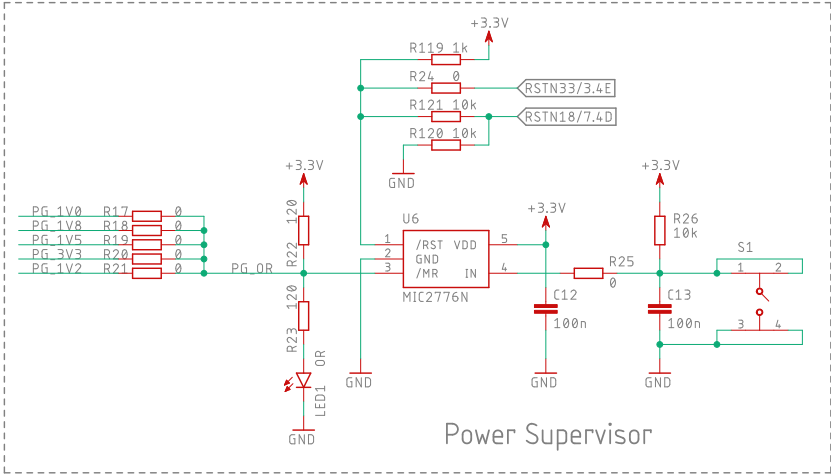 +3.3V
R119 1k
R24 0
RSTN33/3.4E
R121 10k
RSTN18/7.4D
R120 10k
GND
+3.3V
+3.3V
+3.3V
PG_1V0 R17 0
PG_1V8 R18 0
PG_1V5 R19 0
PG_3V3 R20 0
PG_1V2 R21 0
PG_OR
R22 120
R23 120
LED1 OR
GND
GND
U6
1 /RST VDD 5
2 GND
3 /MR IN 4
MIC2776N
C12
100n
GND
R25
0
R26
10k
C13
100n
GND
S1
1 2
3 4
Power Supervisor